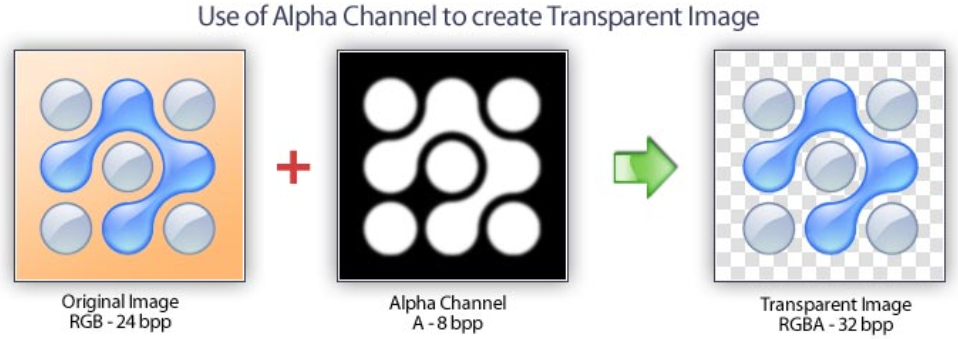 Use of Alpha Channel to create Transparent Image
Original Image
RGB - 24 bpp
Alpha Channel
A - 8 bpp
Transparent Image
RGBA - 32 bpp